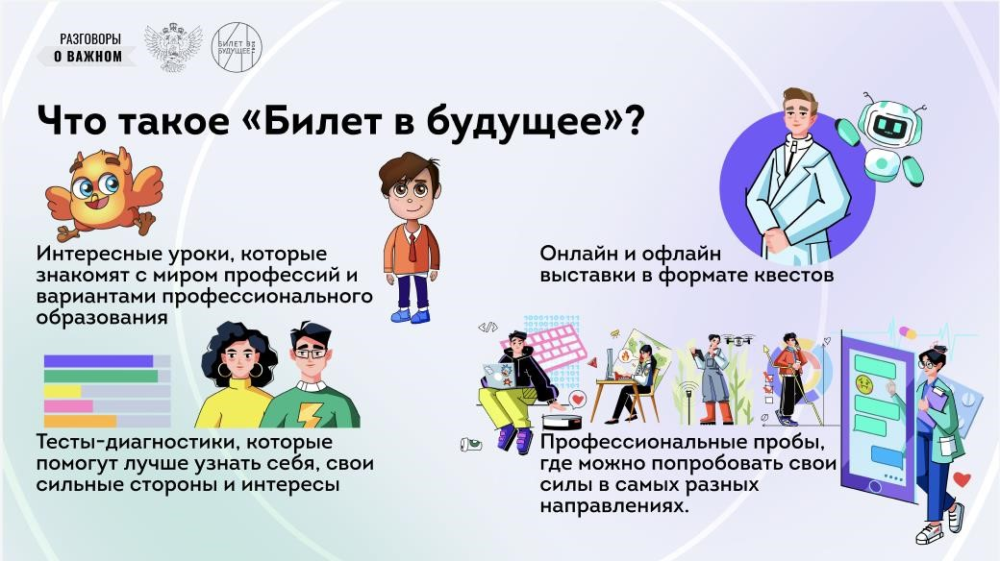 РАЗГОВОРЫ
О ВАЖНОМ
БИЛЕТ В
БУДУЩЕЕ
Что такое «Билет в будущее»?
Интересные уроки, которые
знакомят с миром профессий и
вариантами профессионального
образования
Онлайн и офлайн
выставки в формате квестов
</>
1000100111
Тесты-диагностики, которые
помогут лучше узнать себя, свои
сильные стороны и интересы
Профессиональные пробы,
где можно попробовать свои
силы в самых разных
направлениях.